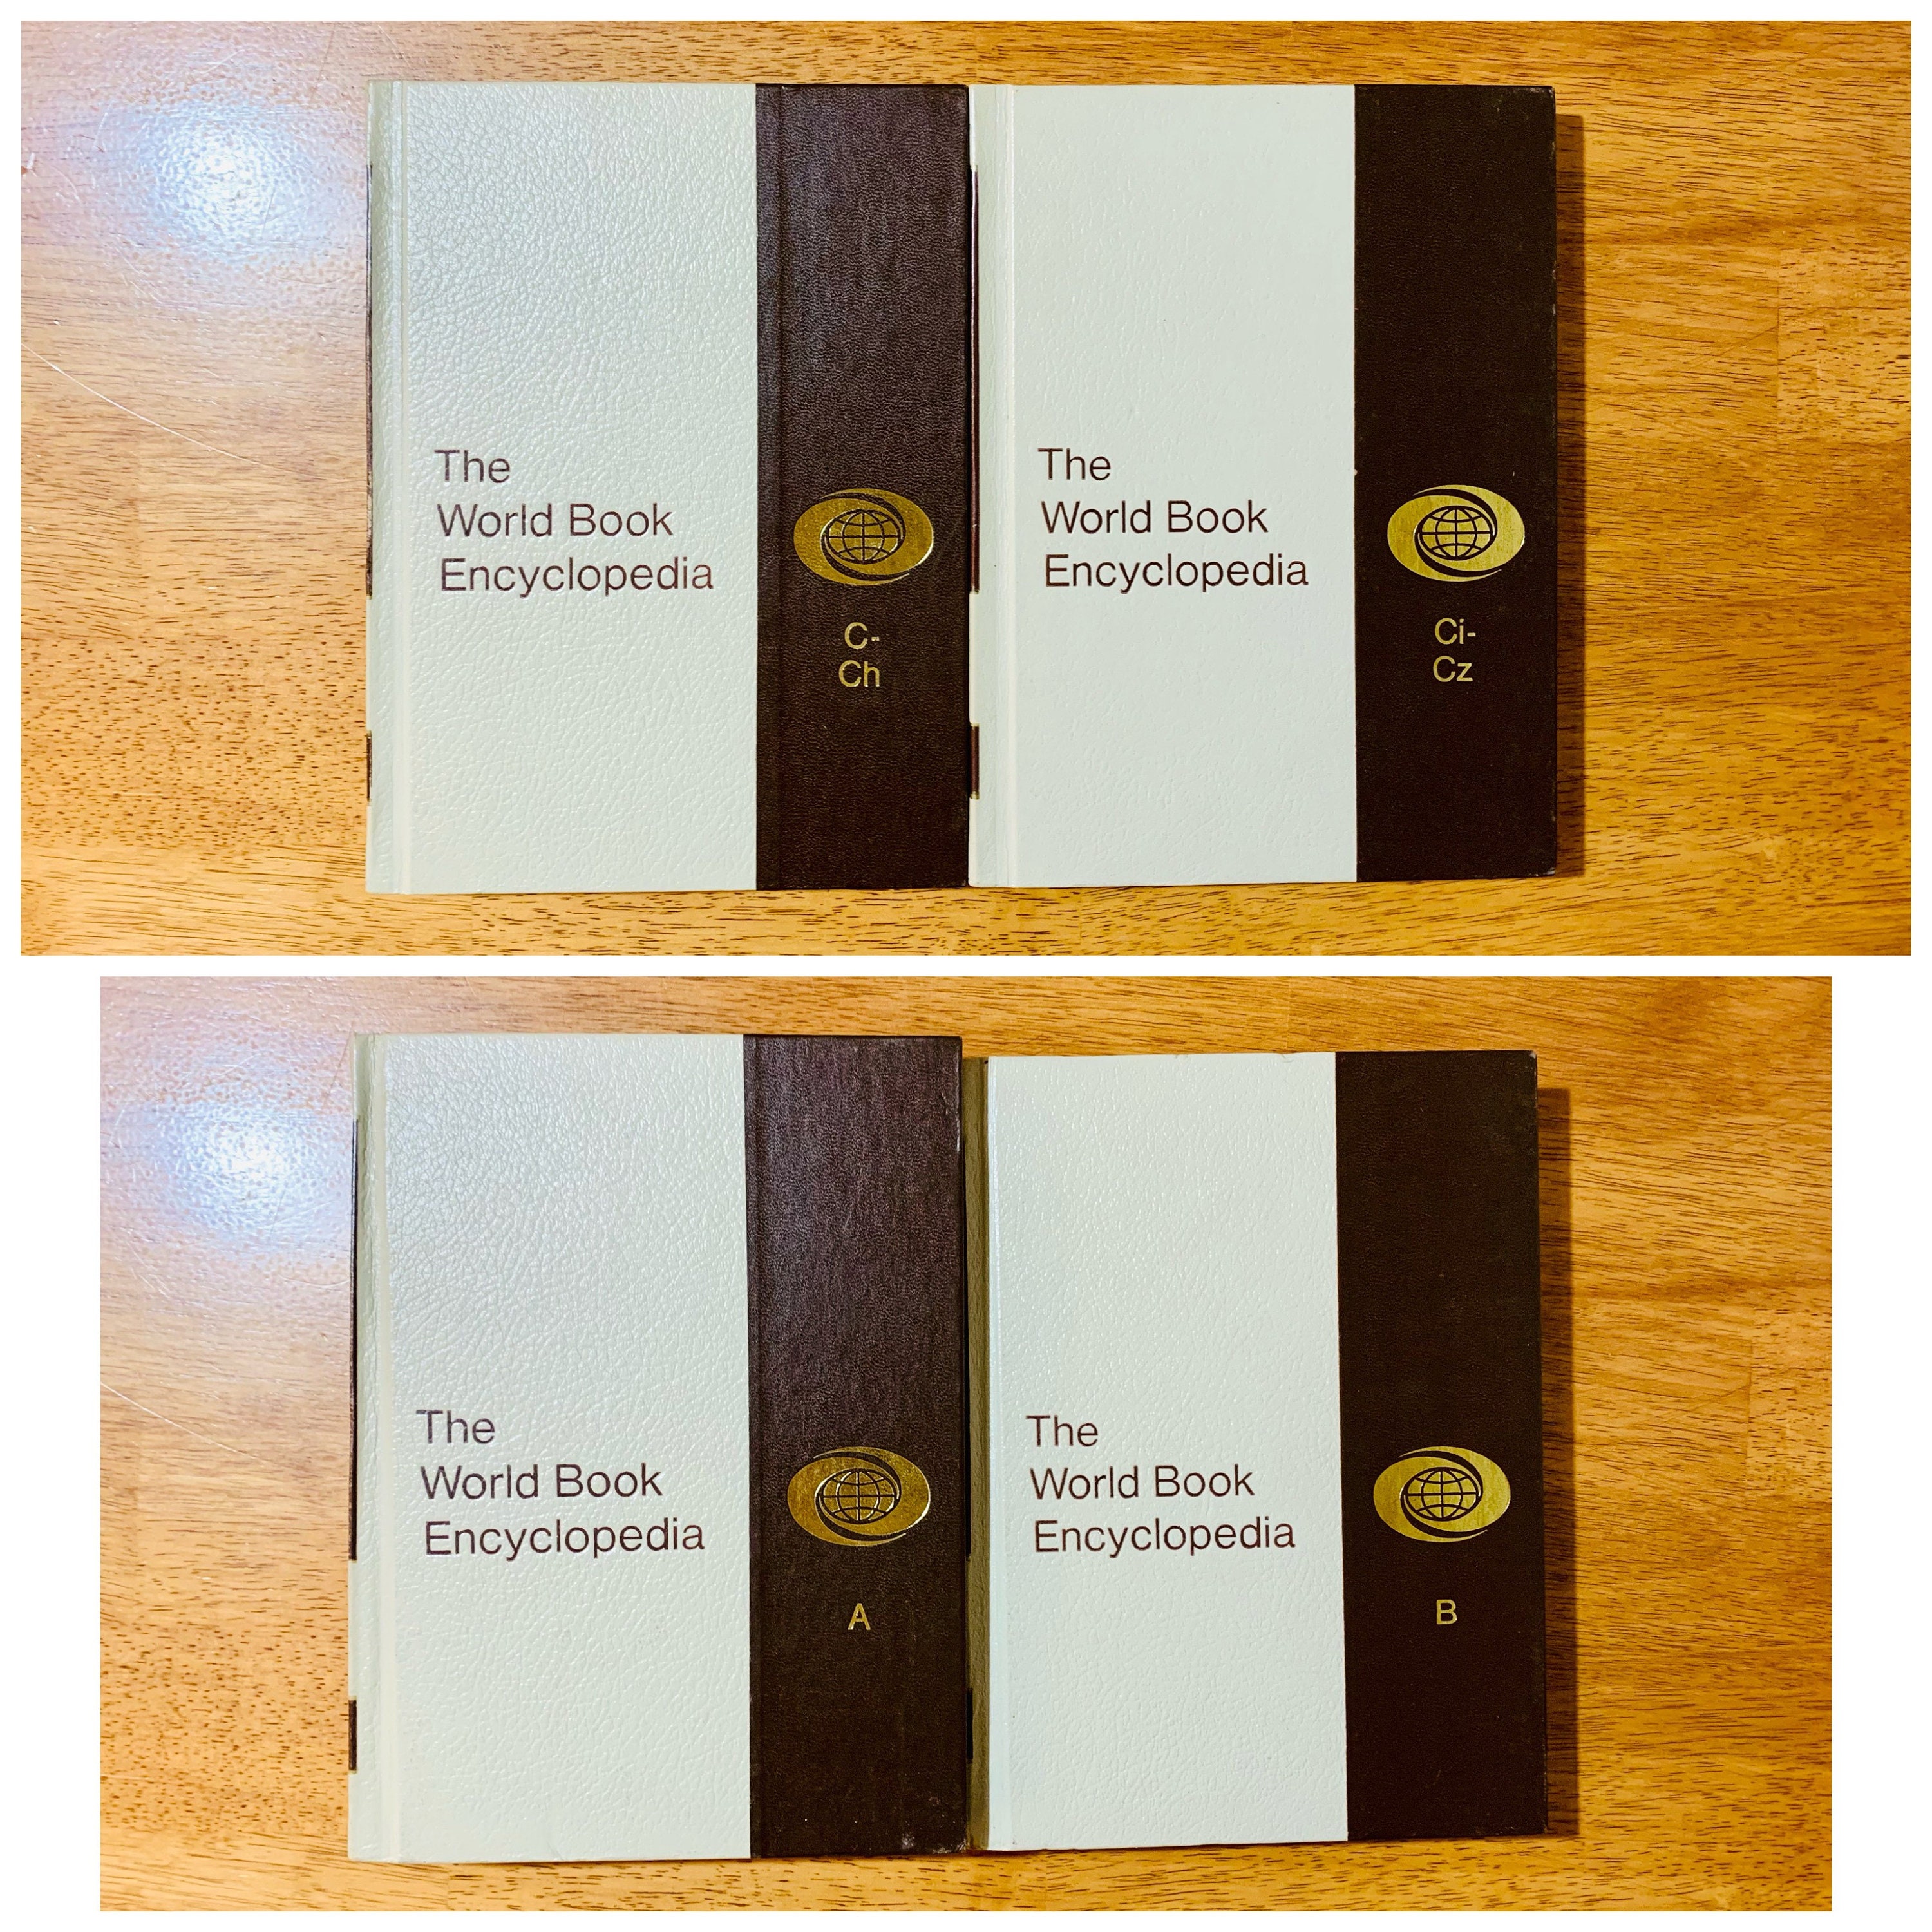 The
World Book
Encyclopedia
C-
Ch
The
World Book
Encyclopedia
Ci-
Cz
The
World Book
Encyclopedia
A
The
World Book
Encyclopedia
B